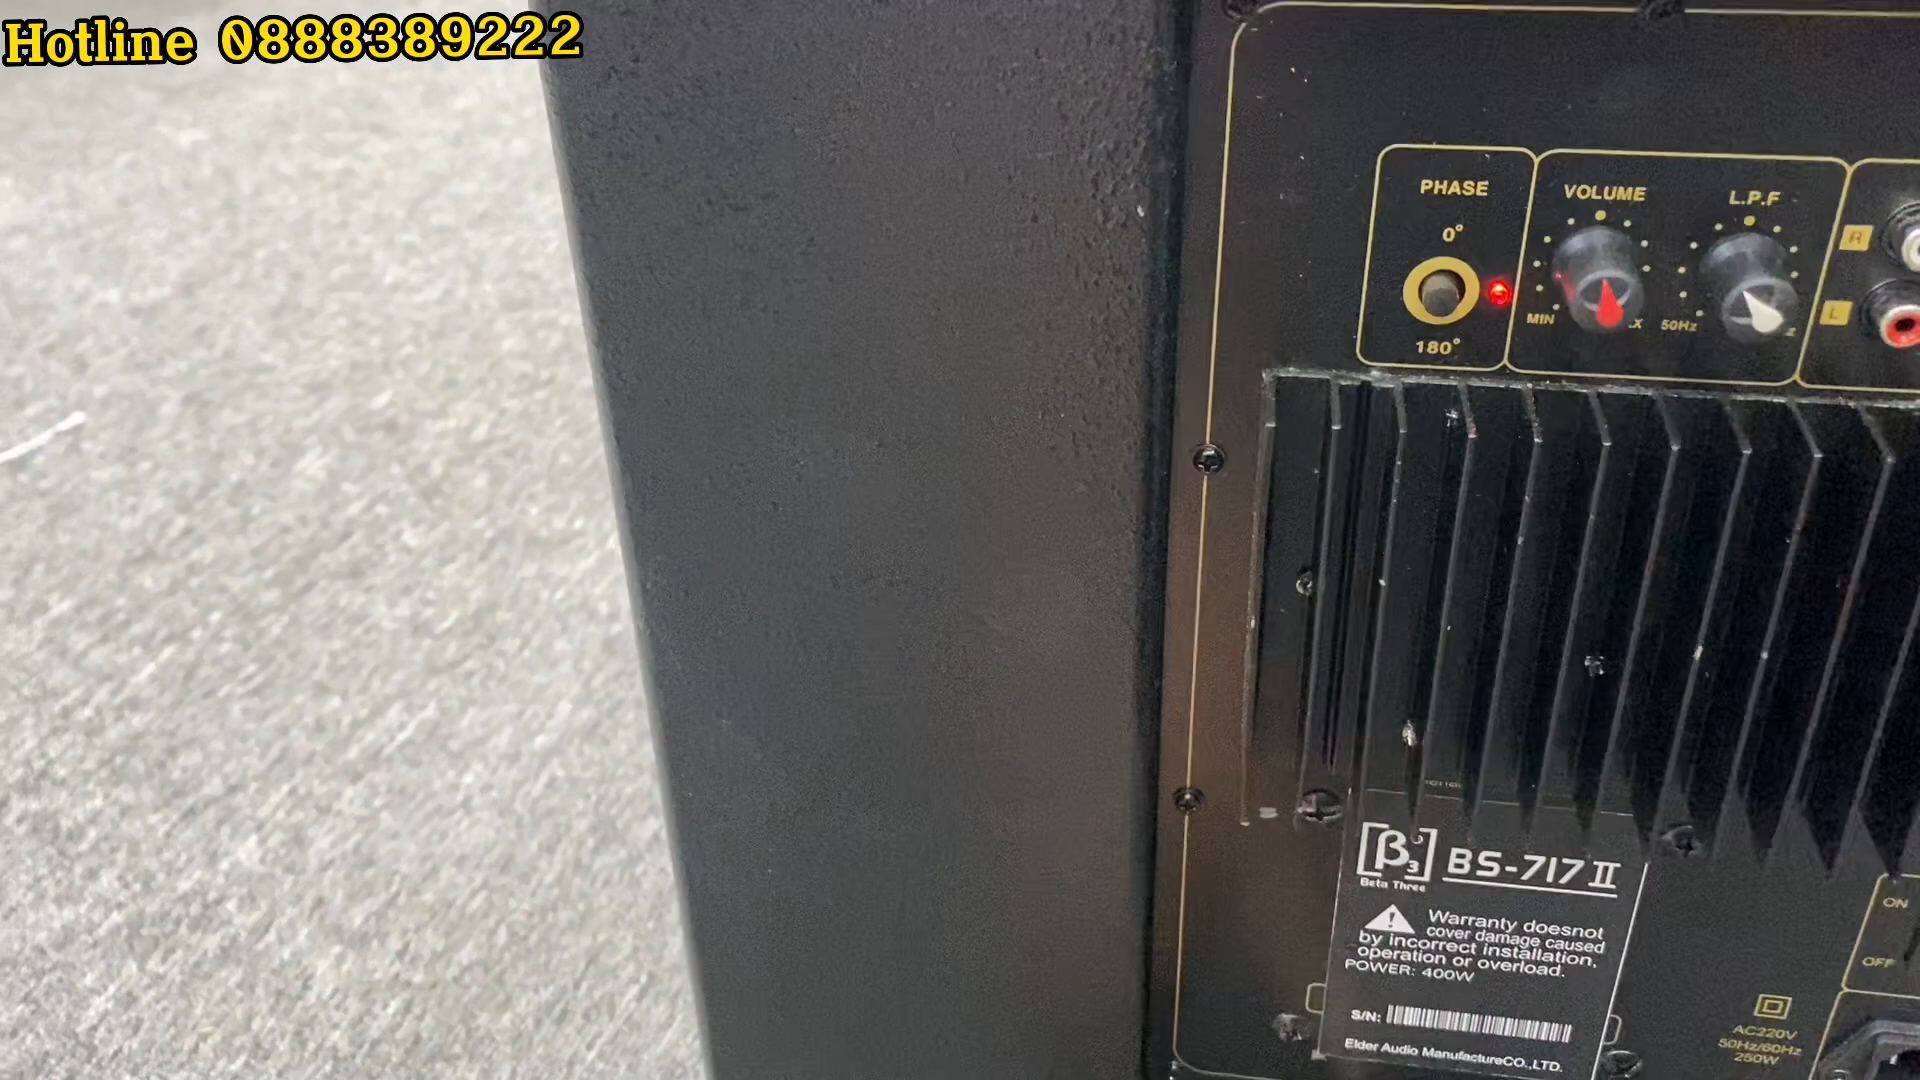 Hotline 0888389222
PHASE
0°
180°
VOLUME
MIN
L.P.F
50Hz
R
L
[β3]
Beta Three
BS-717 II
Warranty doesnot
cover damage caused
by incorrect installation,
operation or overload.
POWER: 400W
S/N:
Elder Audio ManufactureCO.,LTD.
ON
OFF
AC220V
50Hz/60Hz
250W